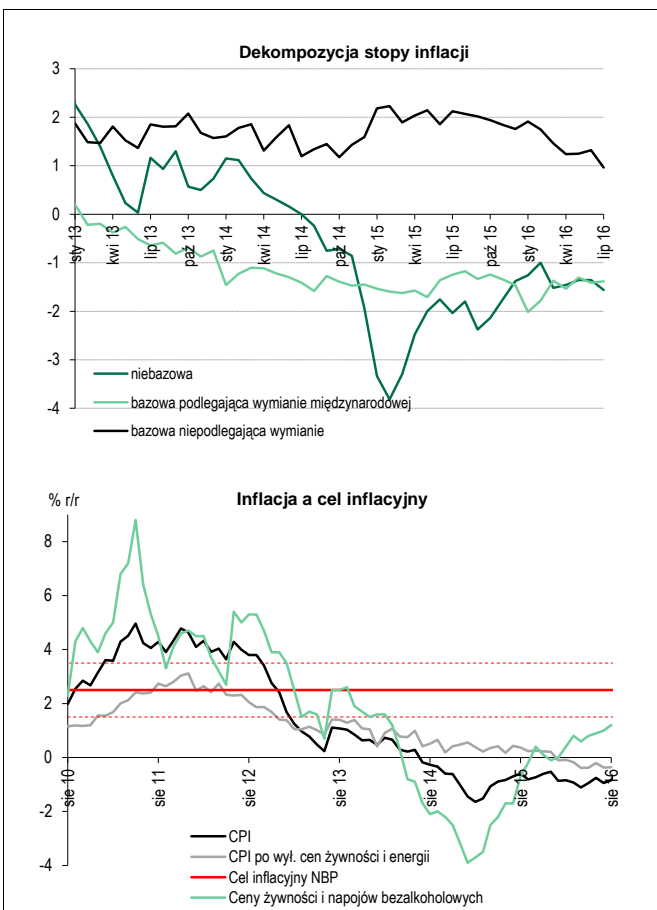 Dekompozycja stopy inflacji
3
2
1
0
-1
-2
-3
-4
sty 13
kwi 13
lip 13
paź 13
sty 14
kwi 14
lip 14
paź 14
sty 15
kwi 15
lip 15
paź 15
sty 16
kwi 16
lip 16
niebazowa
bazowa podlegająca wymianie międzynarodowej
bazowa niepodlegająca wymianie
% r/r
Inflacja a cel inflacyjny
8
6
4
2
0
-2
-4
sie 10
sie 11
sie 12
sie 13
sie 14
sie 15
sie 16
CPI
CPI po wył. cen żywności i energii
Cel inflacyjny NBP
Ceny żywności i napojów bezalkoholowych